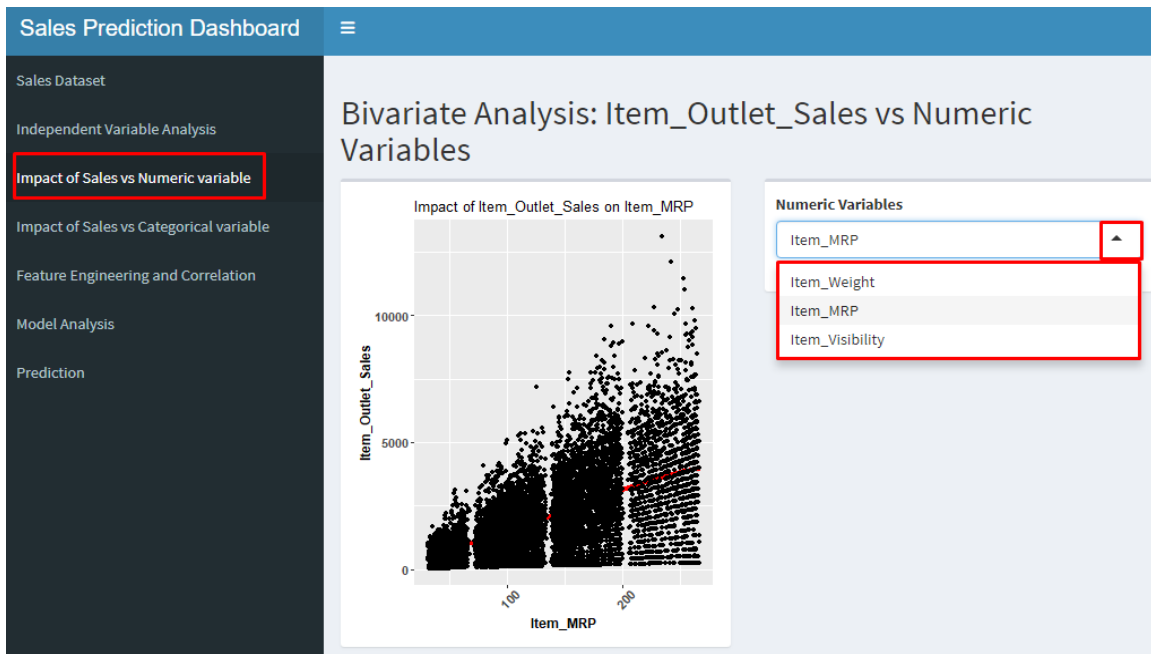 Sales Prediction Dashboard
Sales Dataset
Independent Variable Analysis
Impact of Sales vs Numeric variable
Impact of Sales vs Categorical variable
Feature Engineering and Correlation
Model Analysis
Prediction
Bivariate Analysis: Item_Outlet_Sales vs Numeric
Variables
Impact of Item_Outlet_Sales on Item_MRP
Item_Outlet_Sales
10000
5000
0
100
200
Item_MRP
Numeric Variables
Item_MRP
Item_Weight
Item_MRP
Item_Visibility